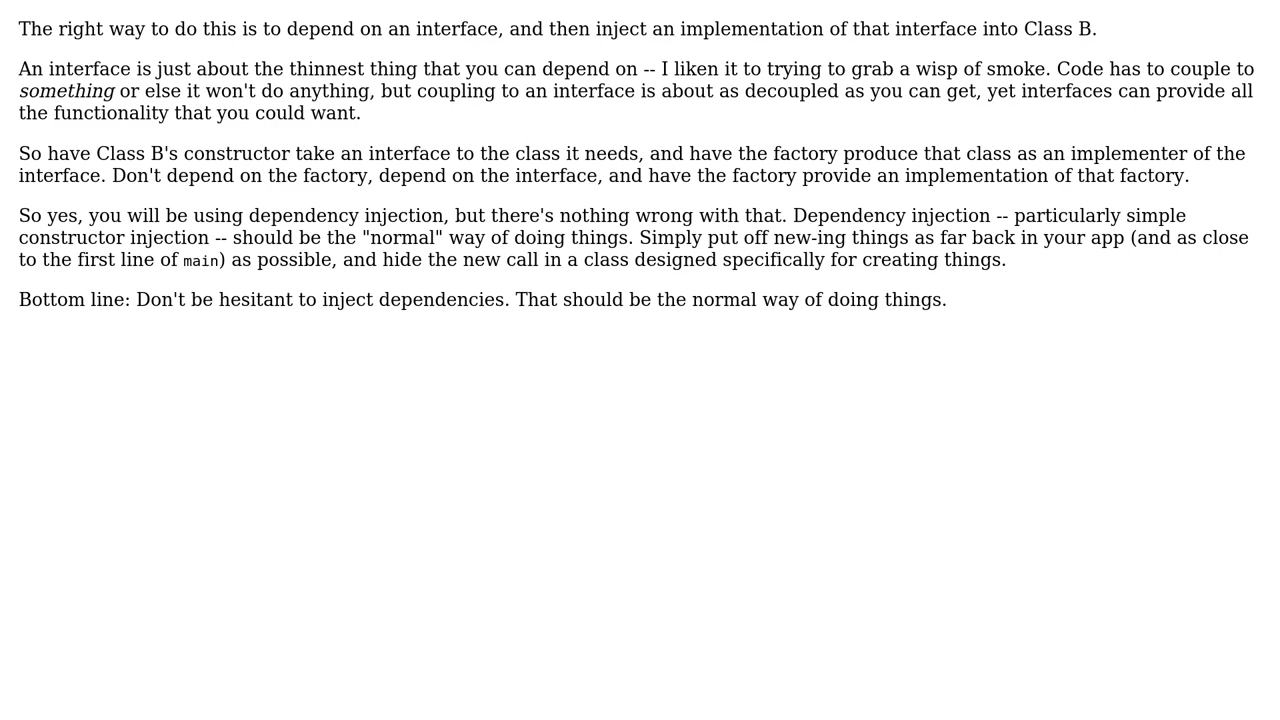 The right way to do this is to depend on an interface, and then inject an implementation of that interface into Class B.
An interface is just about the thinnest thing that you can depend on -- I liken it to trying to grab a wisp of smoke. Code has to couple to
something or else it won't do anything, but coupling to an interface is about as decoupled as you can get, yet interfaces can provide all
the functionality that you could want.
So have Class B's constructor take an interface to the class it needs, and have the factory produce that class as an implementer of the
interface. Don't depend on the factory, depend on the interface, and have the factory provide an implementation of that factory.
So yes, you will be using dependency injection, but there's nothing wrong with that. Dependency injection -- particularly simple
constructor injection -- should be the "normal" way of doing things. Simply put off new-ing things as far back in your app (and as close
to the first line of main) as possible, and hide the new call in a class designed specifically for creating things.
Bottom line: Don't be hesitant to inject dependencies. That should be the normal way of doing things.